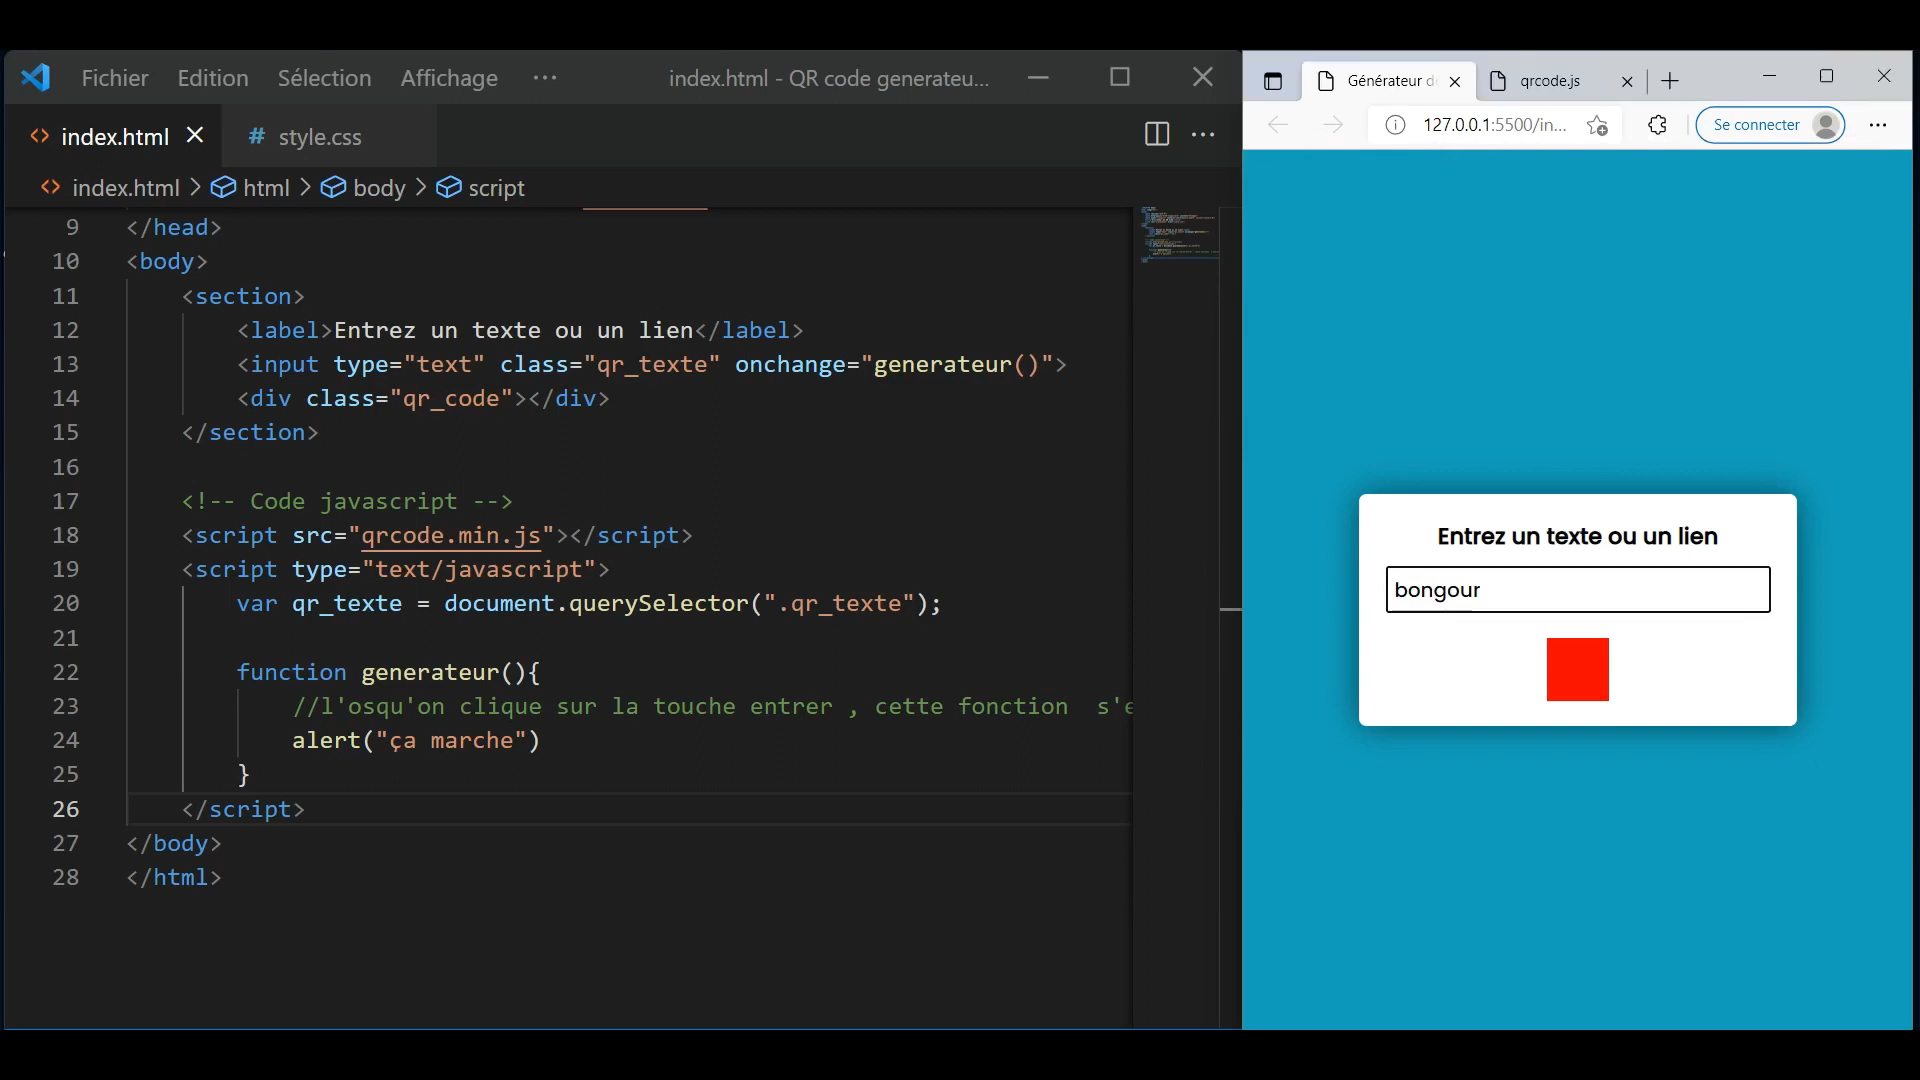 Fichier Edition Sélection Affichage ··· index.html - QR code generateu...
index.html # style.css
index.html > html > body > script
9 </head>
10 <body>
11 <section>
12 <label>Entrez un texte ou un lien</label>
13 <input type="text" class="qr_texte" onchange="generateur()">
14 <div class="qr_code"></div>
15 </section>
16
17 <!-- Code javascript -->
18 <script src="qrcode.min.js"></script>
19 <script type="text/javascript">
20 var qr_texte = document.querySelector(".qr_texte");
21
22 function generateur(){
23 //l'osqu'on clique sur la touche entrer , cette fonction  s'e
24 alert("ça marche")
25 }
26 </script>
27 </body>
28 </html>
Générateur d qrcode.js
127.0.0.1:5500/in... Se connecter
Entrez un texte ou un lien
bongour